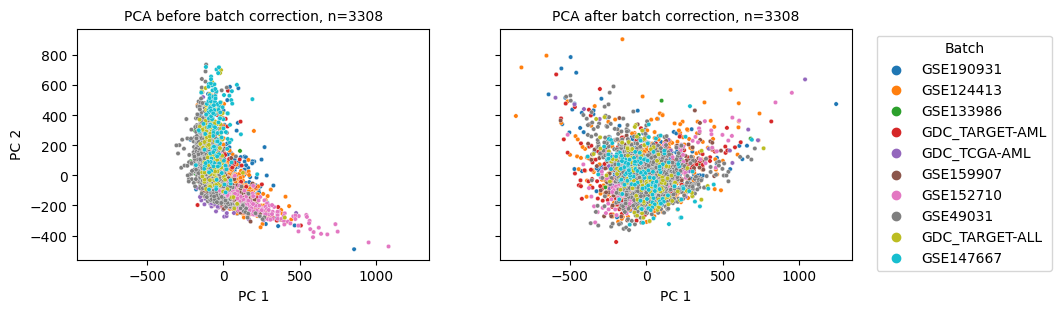 PCA before batch correction, n=3308
PC 2
800
600
400
200
0
−200
−400
−500
0
500
1000
PC 1
PCA after batch correction, n=3308
−500
0
500
1000
PC 1
Batch
GSE190931
GSE124413
GSE133986
GDC_TARGET-AML
GDC_TCGA-AML
GSE159907
GSE152710
GSE49031
GDC_TARGET-ALL
GSE147667